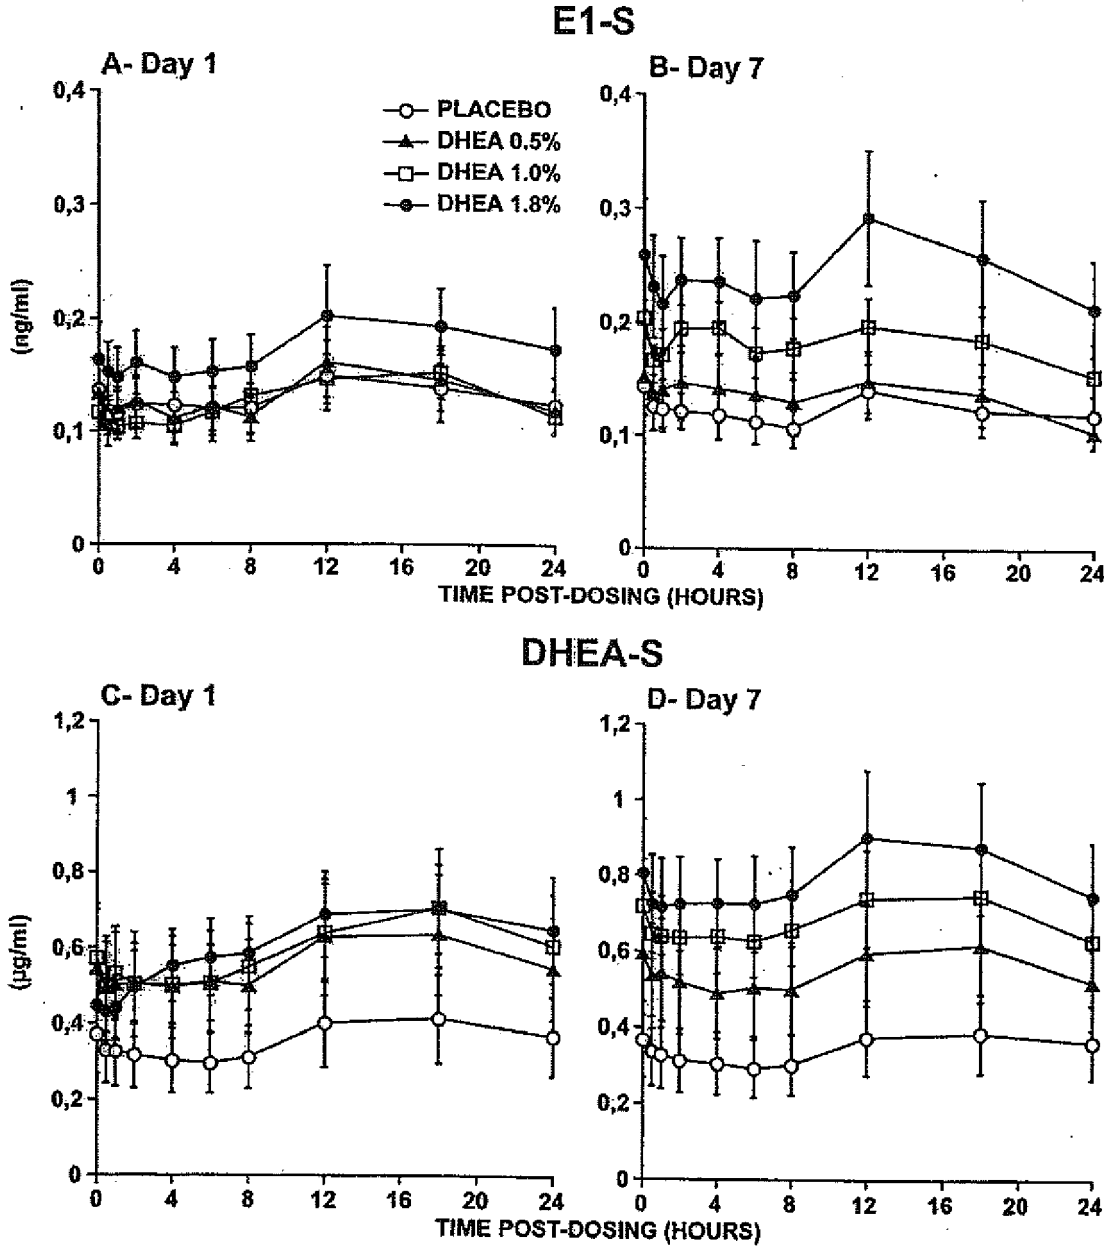 E1-S
A- Day 1
0,4
0,3
0,2
0,1
0
(ng/ml)
PLACEBO
DHEA 0.5%
DHEA 1.0%
DHEA 1.8%
0 4 8 12 16 20 24
B- Day 7
0,4
0,3
0,2
0,1
0
0 4 8 12 16 20 24
TIME POST-DOSING (HOURS)
DHEA-S
C- Day 1
1,2
1
0,8
0,6
0,4
0,2
0
(µg/ml)
0 4 8 12 16 20 24
D- Day 7
1,2
1
0,8
0,6
0,4
0,2
0
0 4 8 12 16 20 24
TIME POST-DOSING (HOURS)